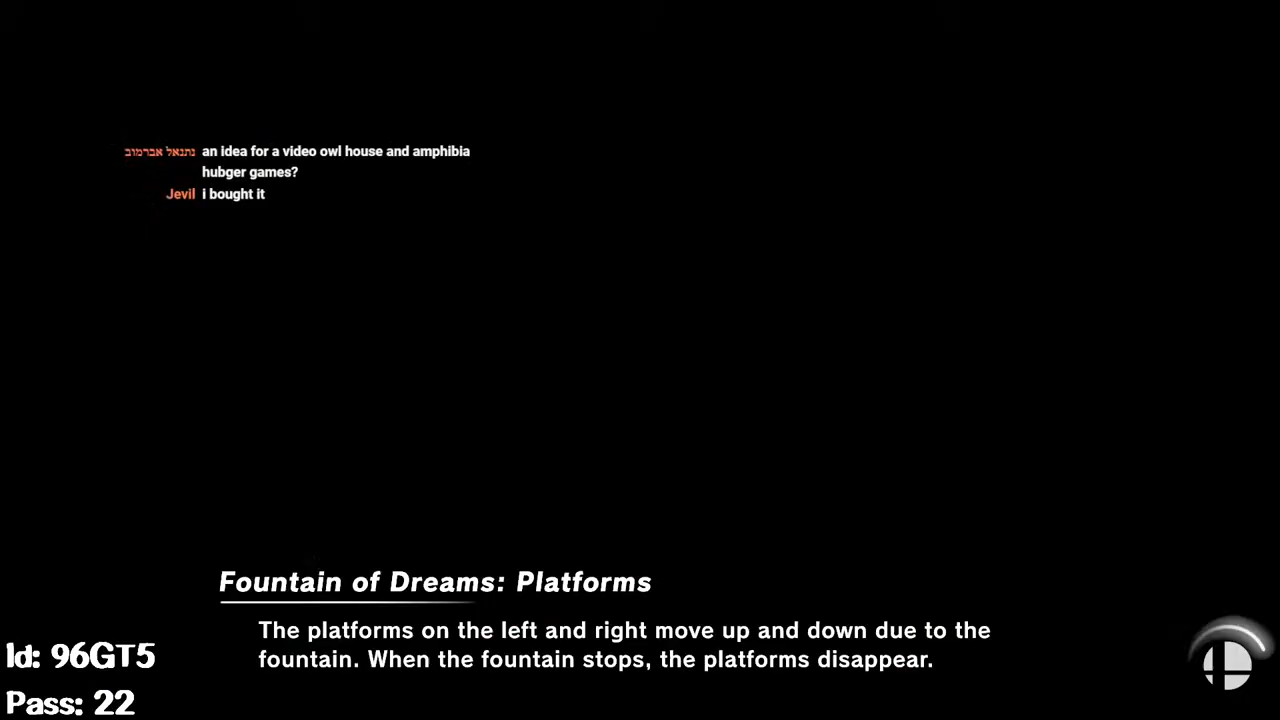 נתנאל אברמוב an idea for a video owl house and amphibia
hubger games?
Jevil i bought it
Fountain of Dreams: Platforms
The platforms on the left and right move up and down due to the
fountain. When the fountain stops, the platforms disappear.
Id: 96GT5
Pass: 22